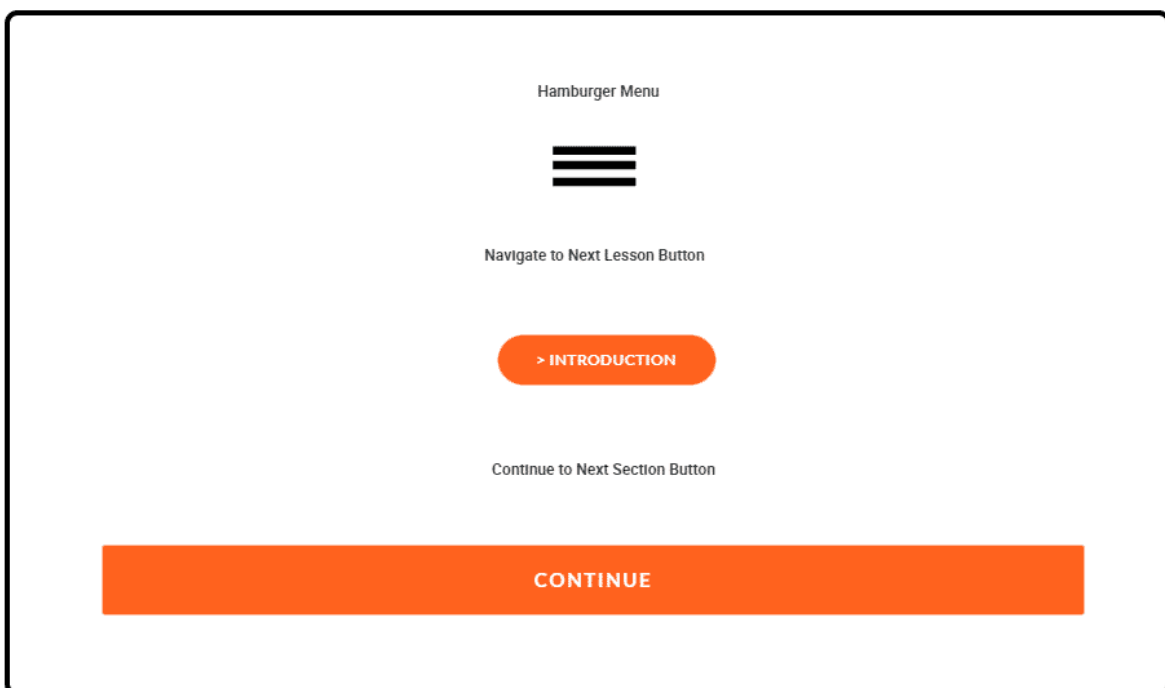 Hamburger Menu
Navigate to Next Lesson Button
> INTRODUCTION
Continue to Next Section Button
CONTINUE